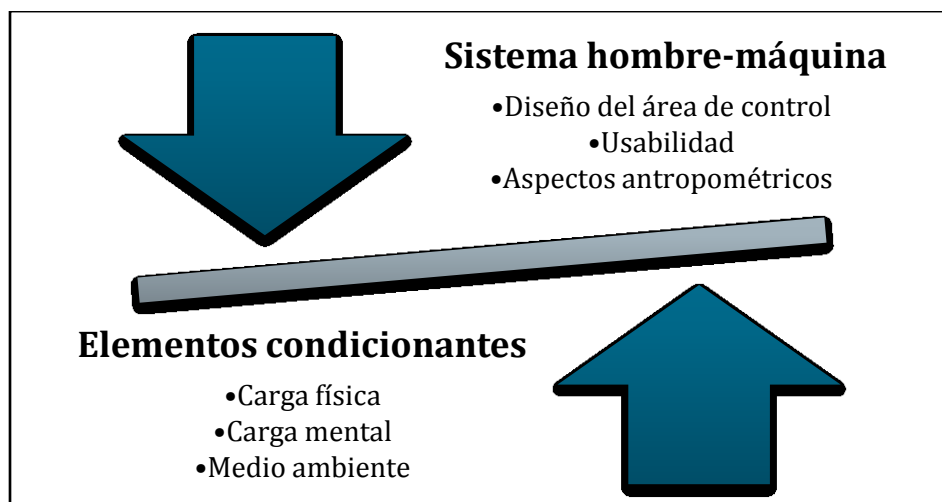 Sistema hombre-máquina
•Diseño del área de control
•Usabilidad
•Aspectos antropométricos
Elementos condicionantes
•Carga física
•Carga mental
•Medio ambiente